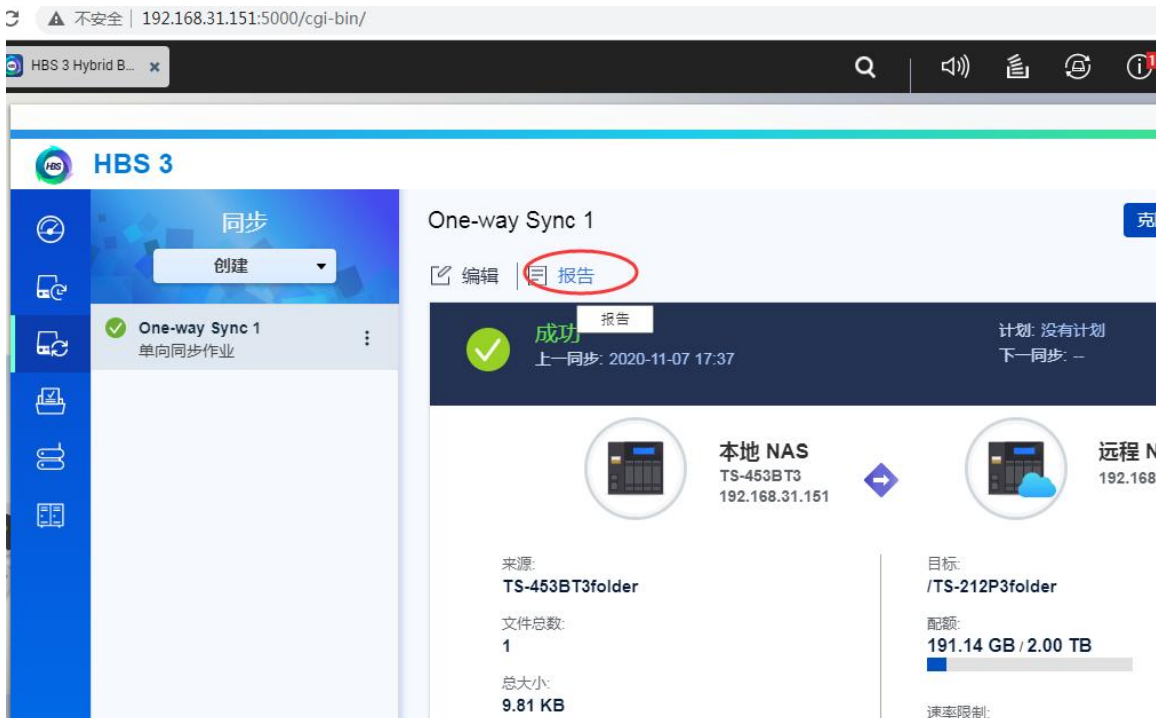 不安全 | 192.168.31.151:5000/cgi-bin/
HBS 3 Hybrid B...
HBS
HBS 3
同步
创建
One-way Sync 1
单向同步作业
One-way Sync 1
编辑
报告
报告
成功
上一同步: 2020-11-07 17:37
计划: 没有计划
下一同步: --
本地 NAS
TS-453BT3
192.168.31.151
远程
192.168
来源:
TS-453BT3folder
文件总数:
1
总大小:
9.81 KB
目标:
/TS-212P3folder
配额:
191.14 GB / 2.00 TB
速率限制: